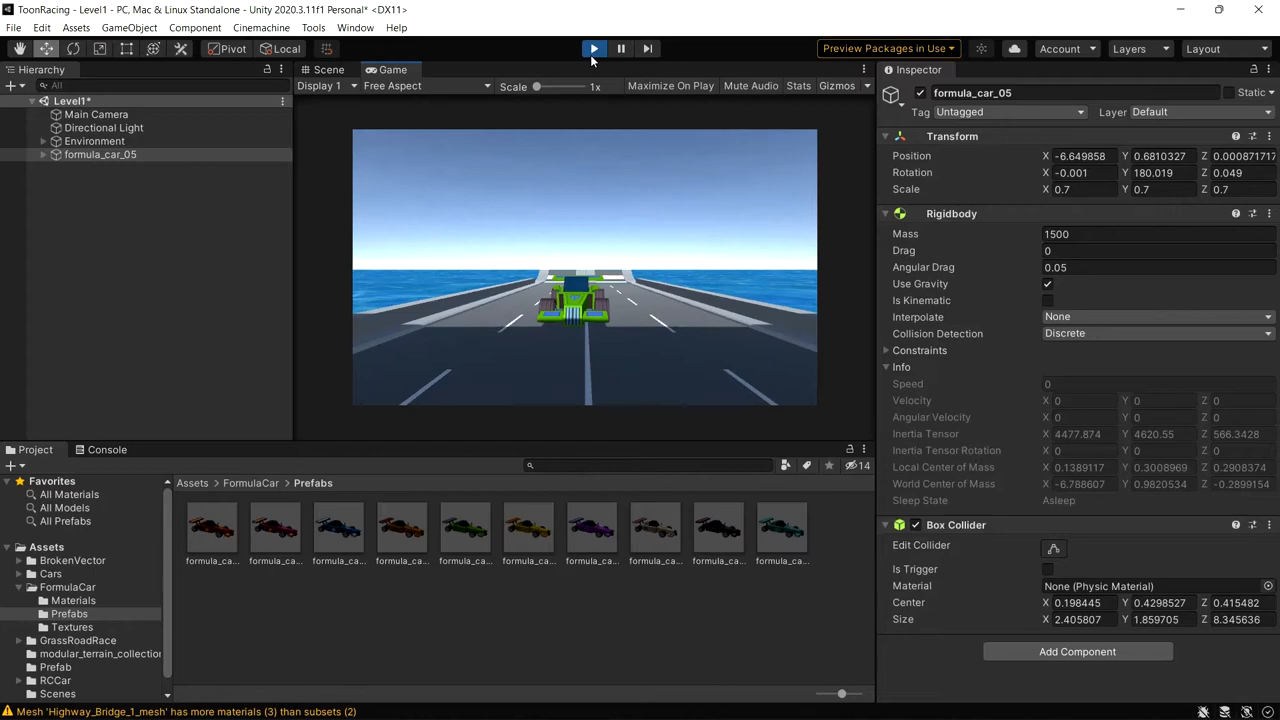 ToonRacing - Level1 - PC, Mac & Linux Standalone - Unity 2020.3.11f1 Personal* <DX11>
File Edit Assets GameObject Component Cinemachine Tools Window Help
Pivot Local Preview Packages in Use Account Layers Layout
Hierarchy
All
Level1*
Main Camera
Directional Light
Environment
formula_car_05
Scene Game
Display 1 Free Aspect Scale 1x Maximize On Play Mute Audio Stats Gizmos
Inspector
formula_car_05 Static
Tag Untagged Layer Default
Transform
Position X -6.649858 Y 0.6810327 Z 0.000871717
Rotation X -0.001 Y 180.019 Z 0.049
Scale X 0.7 Y 0.7 Z 0.7
Rigidbody
Mass 1500
Drag 0
Angular Drag 0.05
Use Gravity
Is Kinematic
Interpolate None
Collision Detection Discrete
Constraints
Info
Speed 0
Velocity X 0 Y 0 Z 0
Angular Velocity X 0 Y 0 Z 0
Inertia Tensor X 4477.874 Y 4620.55 Z 566.3428
Inertia Tensor Rotation X 0 Y 0 Z 0
Local Center of Mass X 0.1389117 Y 0.3008969 Z 0.2908374
World Center of Mass X -6.788607 Y 0.9820534 Z -0.2899154
Sleep State Asleep
Box Collider
Edit Collider
Is Trigger
Material None (Physic Material)
Center X 0.198445 Y 0.4298527 Z 0.415482
Size X 2.405807 Y 1.859705 Z 8.345636
Add Component
Project Console
14
Favorites
All Materials
All Models
All Prefabs
Assets
BrokenVector
Cars
FormulaCar
Materials
Prefabs
Textures
GrassRoadRace
modular_terrain_collection
Prefab
RCCar
Scenes
Assets FormulaCar Prefabs
formula_ca... formula_ca... formula_ca... formula_ca... formula_ca... formula_ca... formula_ca... formula_ca... formula_ca... formula_ca...
Mesh 'Highway_Bridge_1_mesh' has more materials (3) than subsets (2)